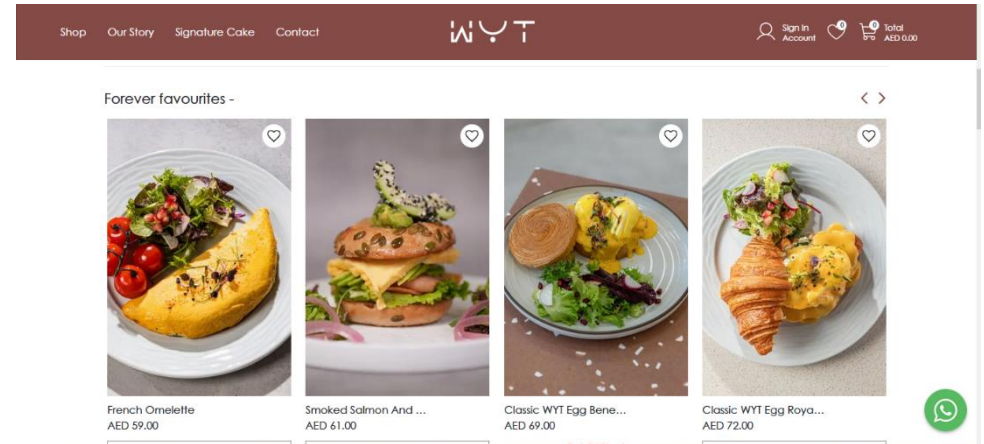 Shop Our Story Signature Cake Contact
WYT
Sign In
Account
0
0
Total
AED 0.00
Forever favourites -
French Omelette
AED 59.00
Smoked Salmon And ...
AED 61.00
Classic WYT Egg Bene...
AED 69.00
Classic WYT Egg Roya...
AED 72.00